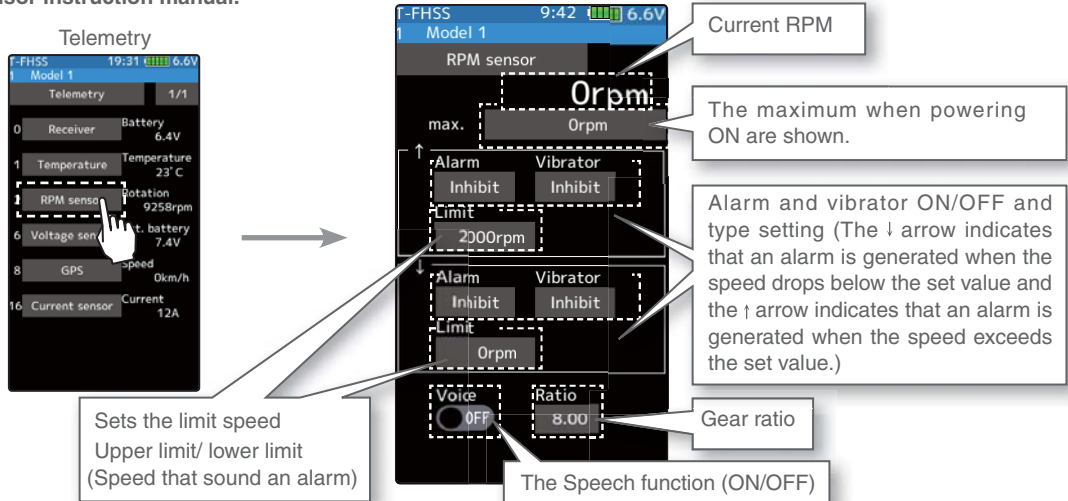 sor instruction manual.
Telemetry
T-FHSS 19:31 6.6V
1 Model 1
Telemetry 1/1
0 Receiver Battery 6.4V
1 Temperature Temperature 23°C
RPM senso Rotation 9258rpm
6 Voltage sen t. battery 7.4V
8 GPS Speed 0km/h
16 Current sensor Current 12A
T-FHSS 9:42 6.6V
1 Model 1
RPM sensor
0rpm
max. 0rpm
↑
Alarm Vibrator
Inhibit Inhibit
Limit
2000rpm
↓
Alarm Vibrator
Inhibit Inhibit
Limit
0rpm
Voice Ratio
OFF 8.00
Current RPM
The maximum when powering
ON are shown.
Alarm and vibrator ON/OFF and
type setting (The ↓ arrow indicates
that an alarm is generated when the
speed drops below the set value and
the ↑ arrow indicates that an alarm is
generated when the speed exceeds
the set value.)
Gear ratio
The Speech function (ON/OFF)
Sets the limit speed
Upper limit/ lower limit
(Speed that sound an alarm)